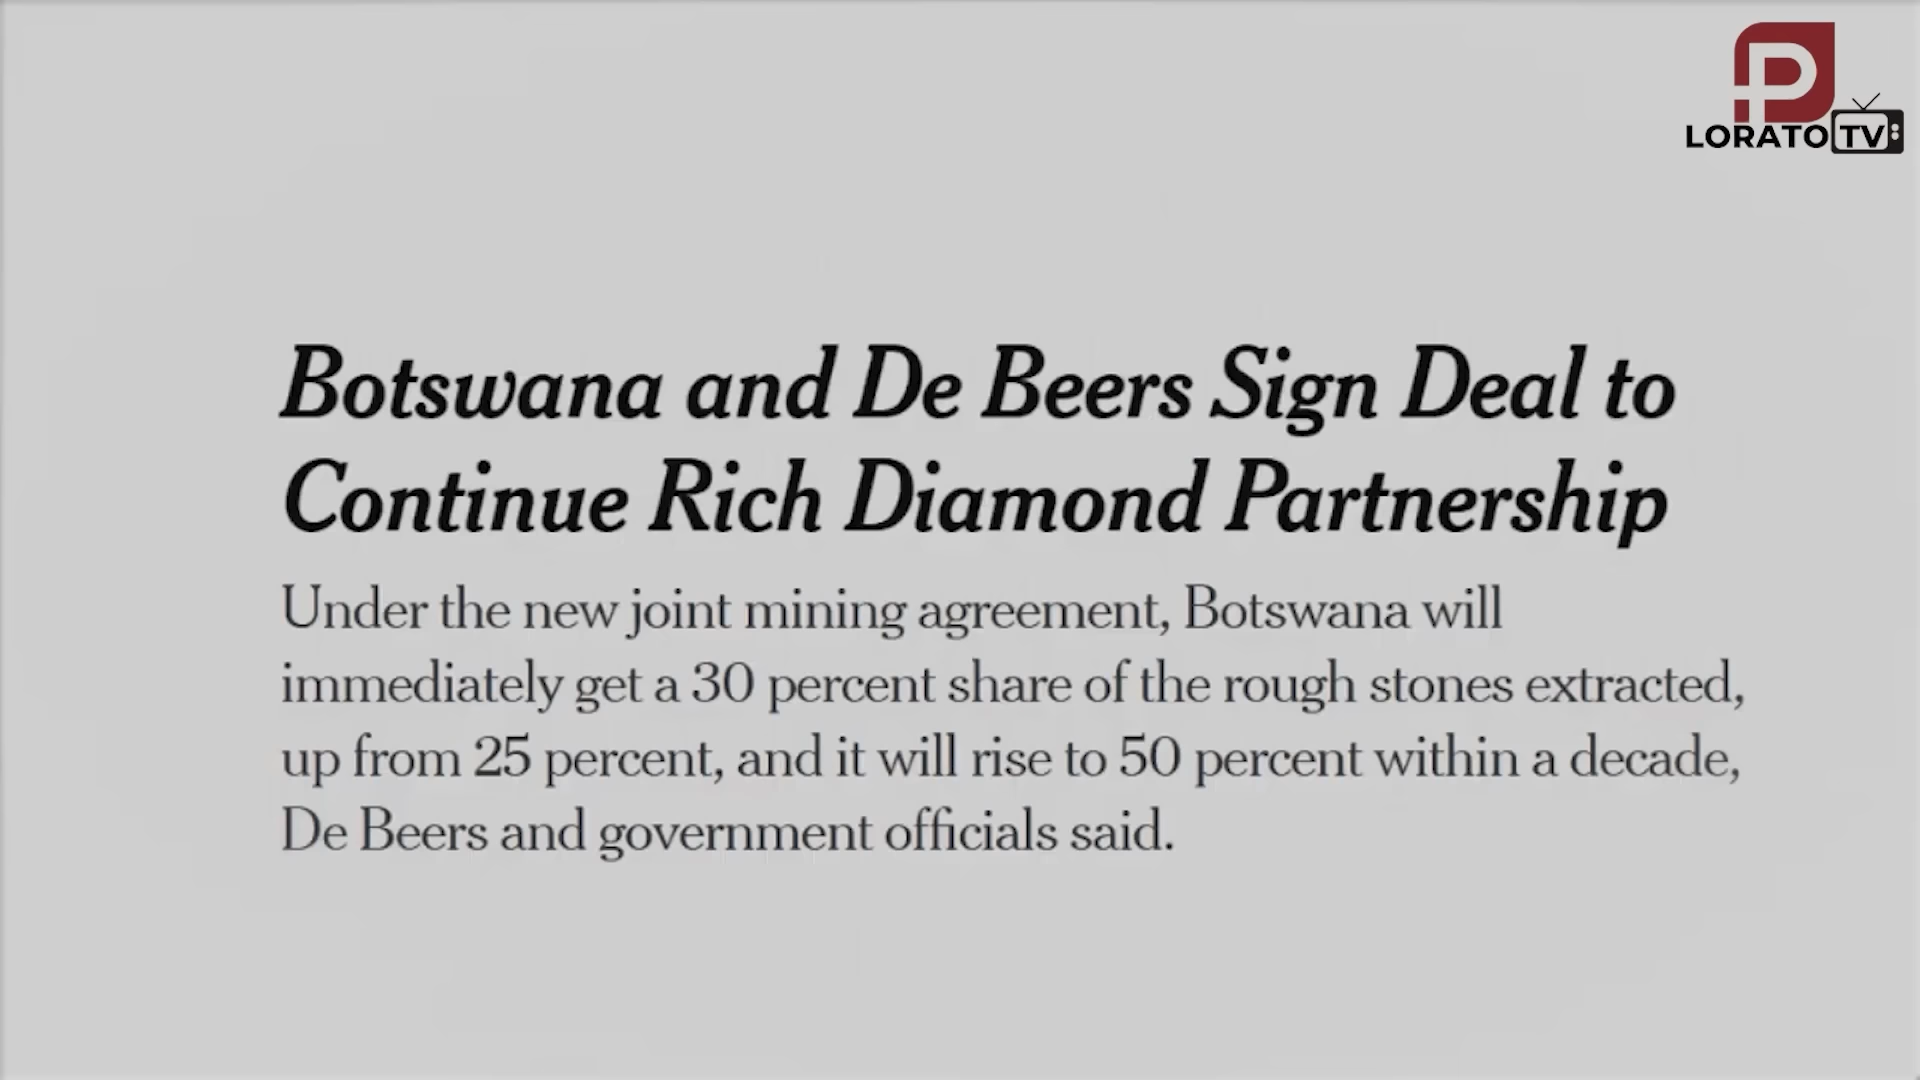 P
LORATO TV
Botswana and De Beers Sign Deal to
Continue Rich Diamond Partnership
Under the new joint mining agreement, Botswana will
immediately get a 30 percent share of the rough stones extracted,
up from 25 percent, and it will rise to 50 percent within a decade,
De Beers and government officials said.